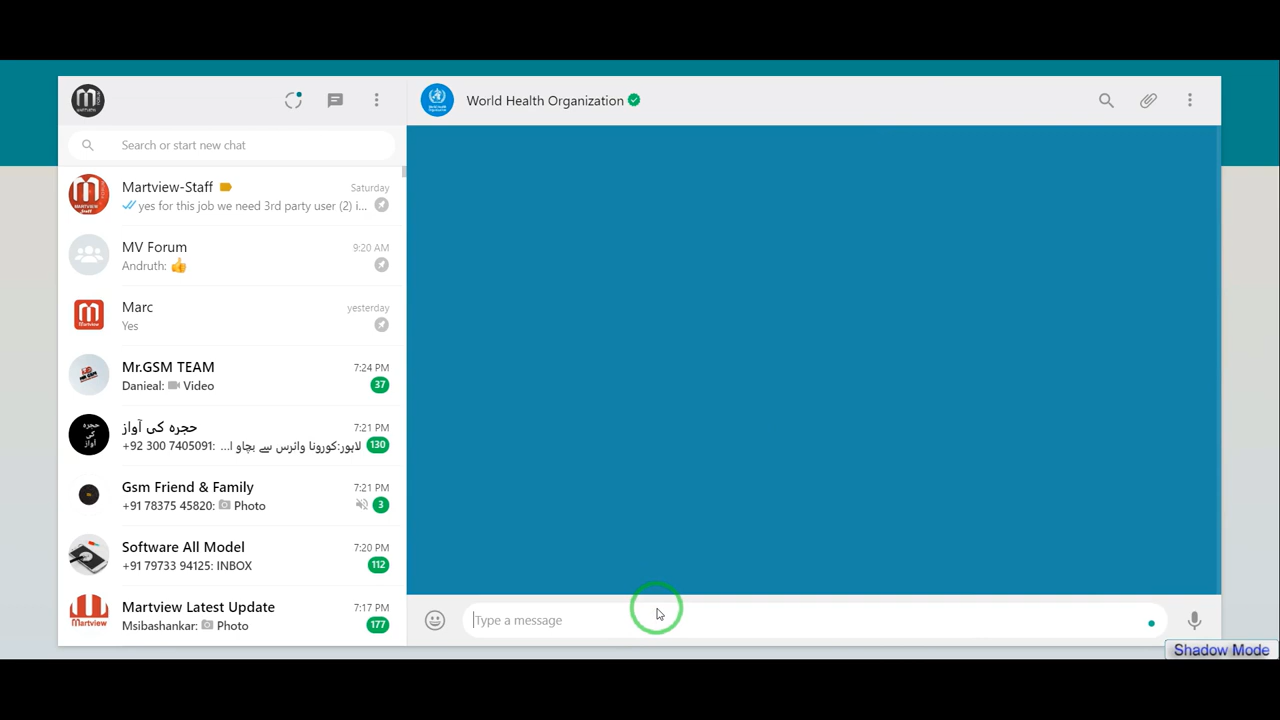 World Health Organization
Search or start new chat
Martview-Staff
Saturday
yes for this job we need 3rd party user (2) i...
MV Forum
9:20 AM
Andruth: 👍
Marc
yesterday
Yes
Mr.GSM TEAM
7:24 PM
Danieal: Video
37
حجرہ کی آواز
7:21 PM
+92 300 7405091: لاہور:کورونا وائرس سے بچاو ا...
130
Gsm Friend & Family
7:21 PM
+91 78375 45820: Photo
3
Software All Model
7:20 PM
+91 79733 94125: INBOX
112
Martview Latest Update
7:17 PM
Msibashankar: Photo
177
Type a message
Shadow Mode